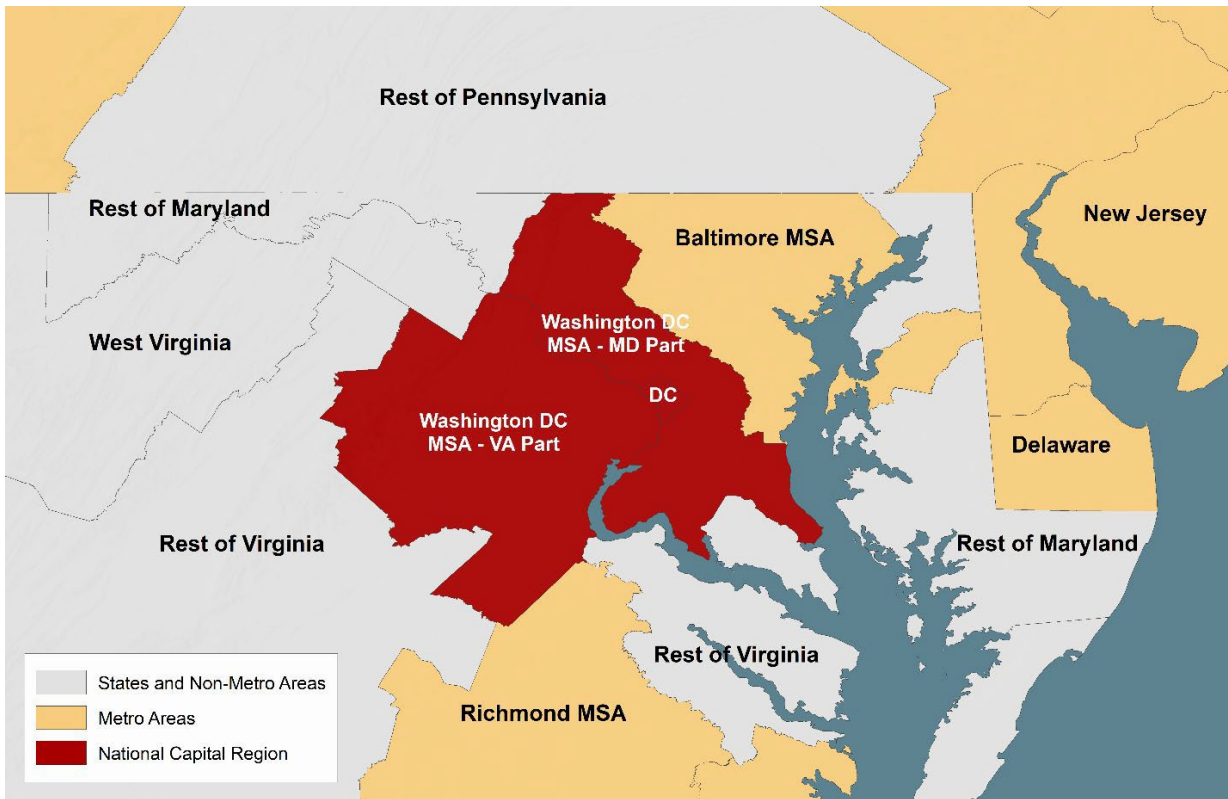 Rest of Pennsylvania
Rest of Maryland
New Jersey
Baltimore MSA
West Virginia
Washington DC
MSA - MD Part
DC
Washington DC
MSA - VA Part
Delaware
Rest of Virginia
Rest of Maryland
Rest of Virginia
Richmond MSA
States and Non-Metro Areas
Metro Areas
National Capital Region